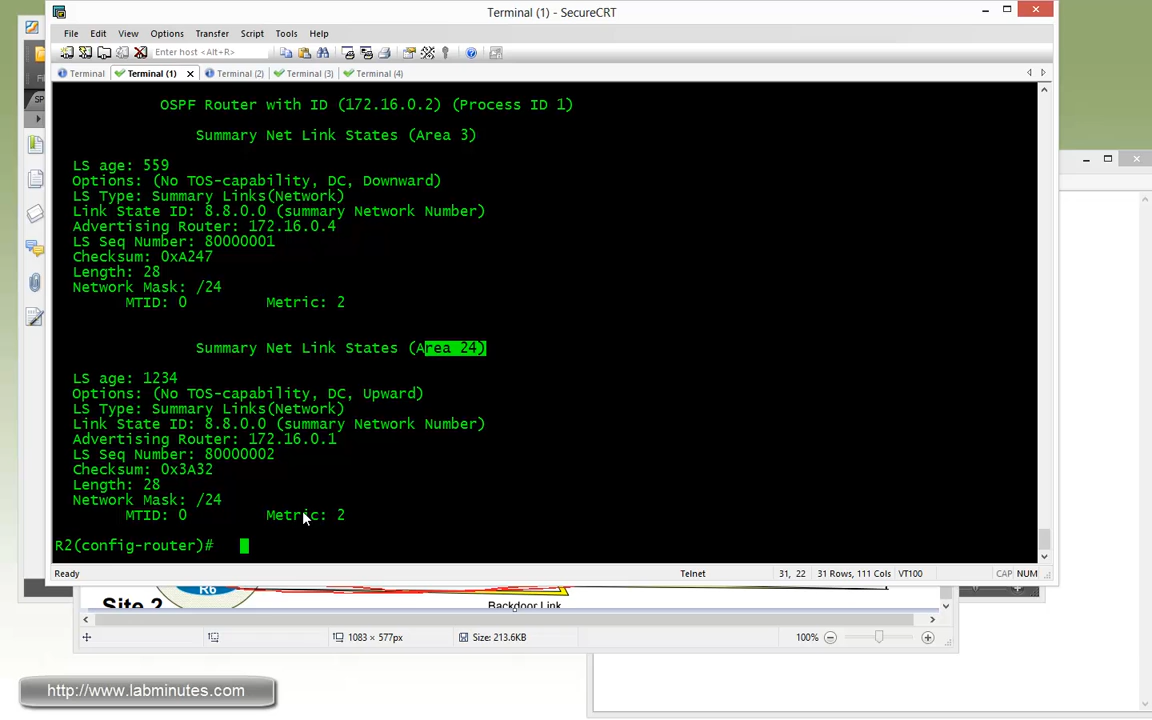 Terminal (1) - SecureCRT
File Edit View Options Transfer Script Tools Help
Enter host <Alt+R>
Terminal Terminal (1) Terminal (2) Terminal (3) Terminal (4)
OSPF Router with ID (172.16.0.2) (Process ID 1)
Summary Net Link States (Area 3)
LS age: 559
Options: (No TOS-capability, DC, Downward)
LS Type: Summary Links(Network)
Link State ID: 8.8.0.0 (summary Network Number)
Advertising Router: 172.16.0.4
LS Seq Number: 80000001
Checksum: 0xA247
Length: 28
Network Mask: /24
MTID: 0 Metric: 2
Summary Net Link States (Area 24)
LS age: 1234
Options: (No TOS-capability, DC, Upward)
LS Type: Summary Links(Network)
Link State ID: 8.8.0.0 (summary Network Number)
Advertising Router: 172.16.0.1
LS Seq Number: 80000002
Checksum: 0x3A32
Length: 28
Network Mask: /24
MTID: 0 Metric: 2
R2(config-router)#
Ready Telnet 31, 22 31 Rows, 111 Cols VT100 CAP NUM
R6
Site 2
Backdoor Link
1083 × 577px Size: 213.6KB 100%
http://www.labminutes.com